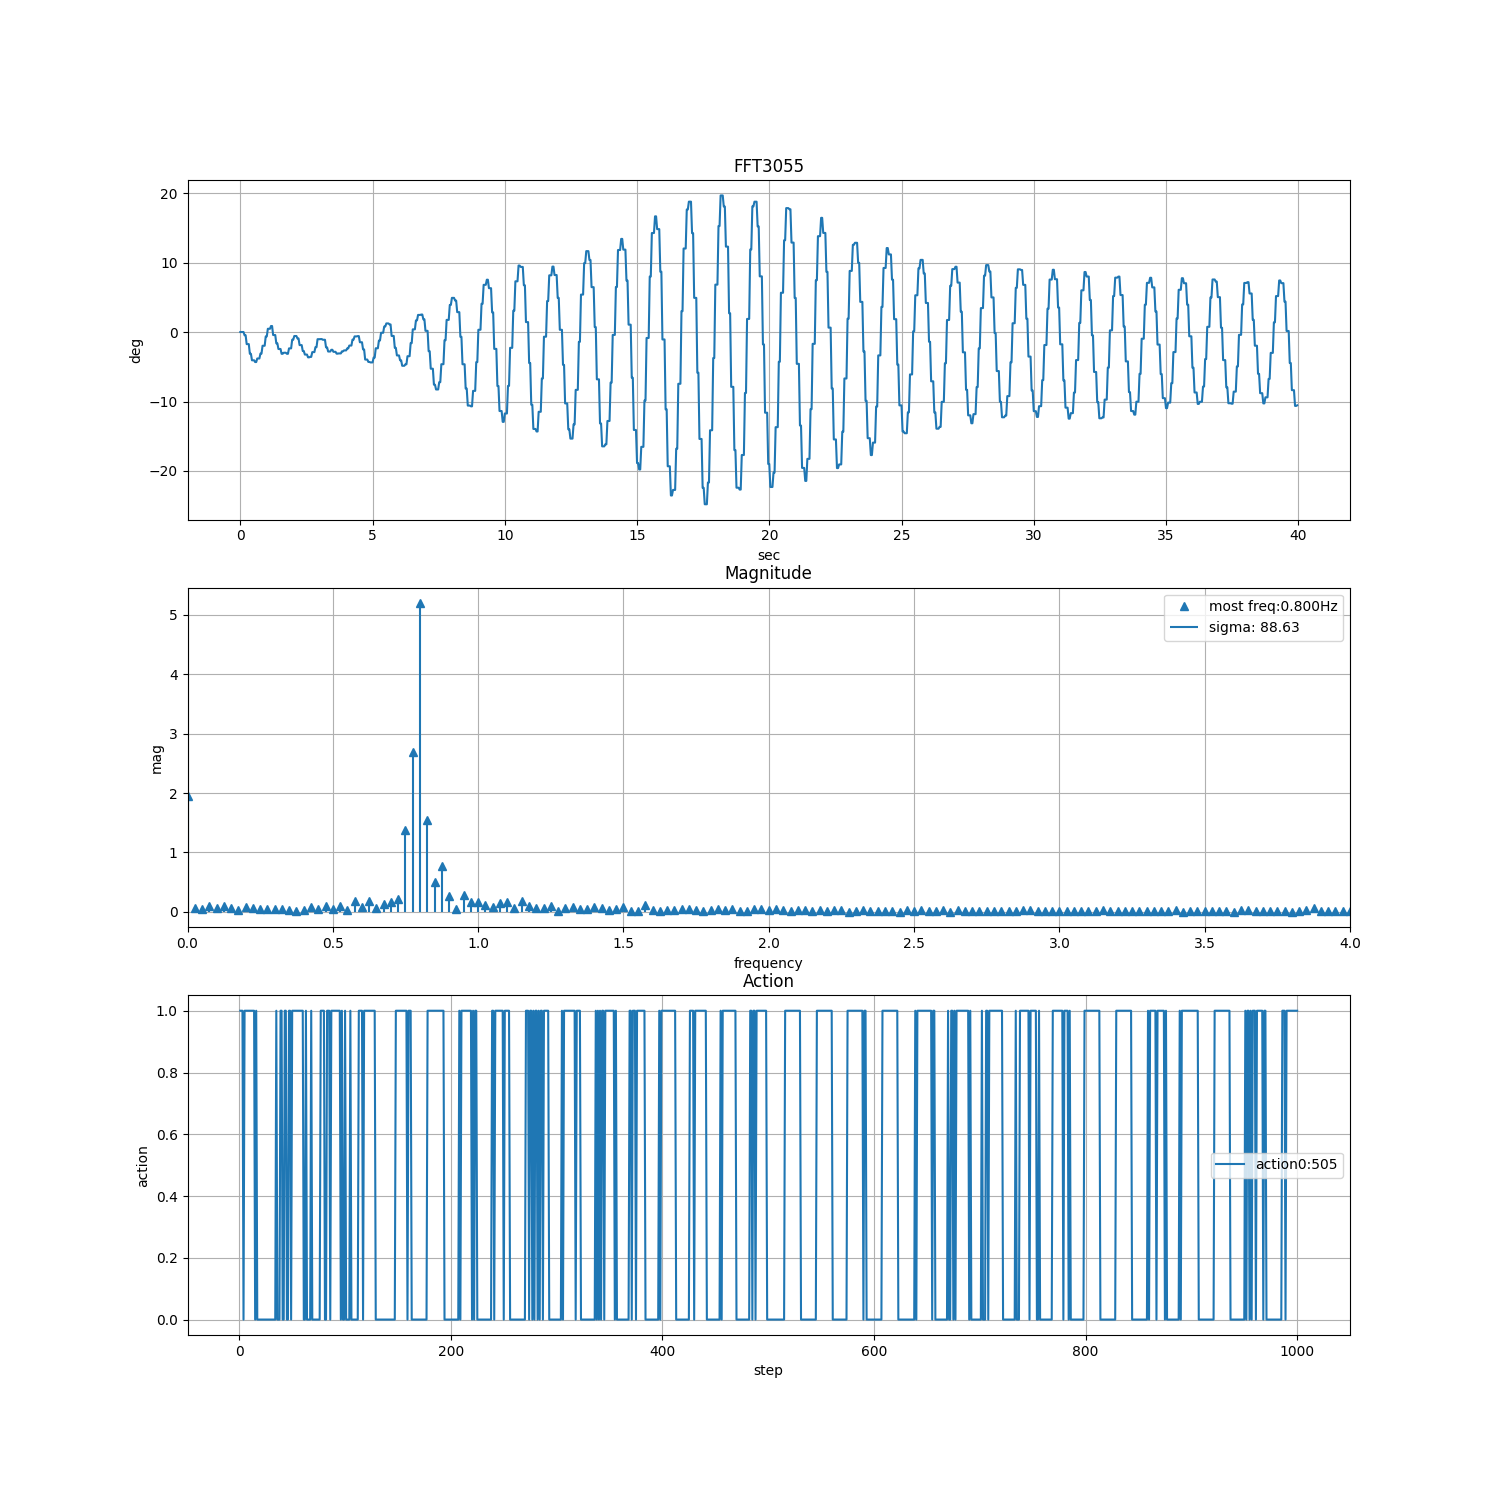 FFT3055
deg
20
10
0
−10
−20
0 5 10 15 20 25 30 35 40
sec
Magnitude
mag
5
4
3
2
1
0
most freq:0.800Hz
sigma: 88.63
0.0 0.5 1.0 1.5 2.0 2.5 3.0 3.5 4.0
frequency
Action
action
1.0
0.8
0.6
0.4
0.2
0.0
action0:505
0 200 400 600 800 1000
step